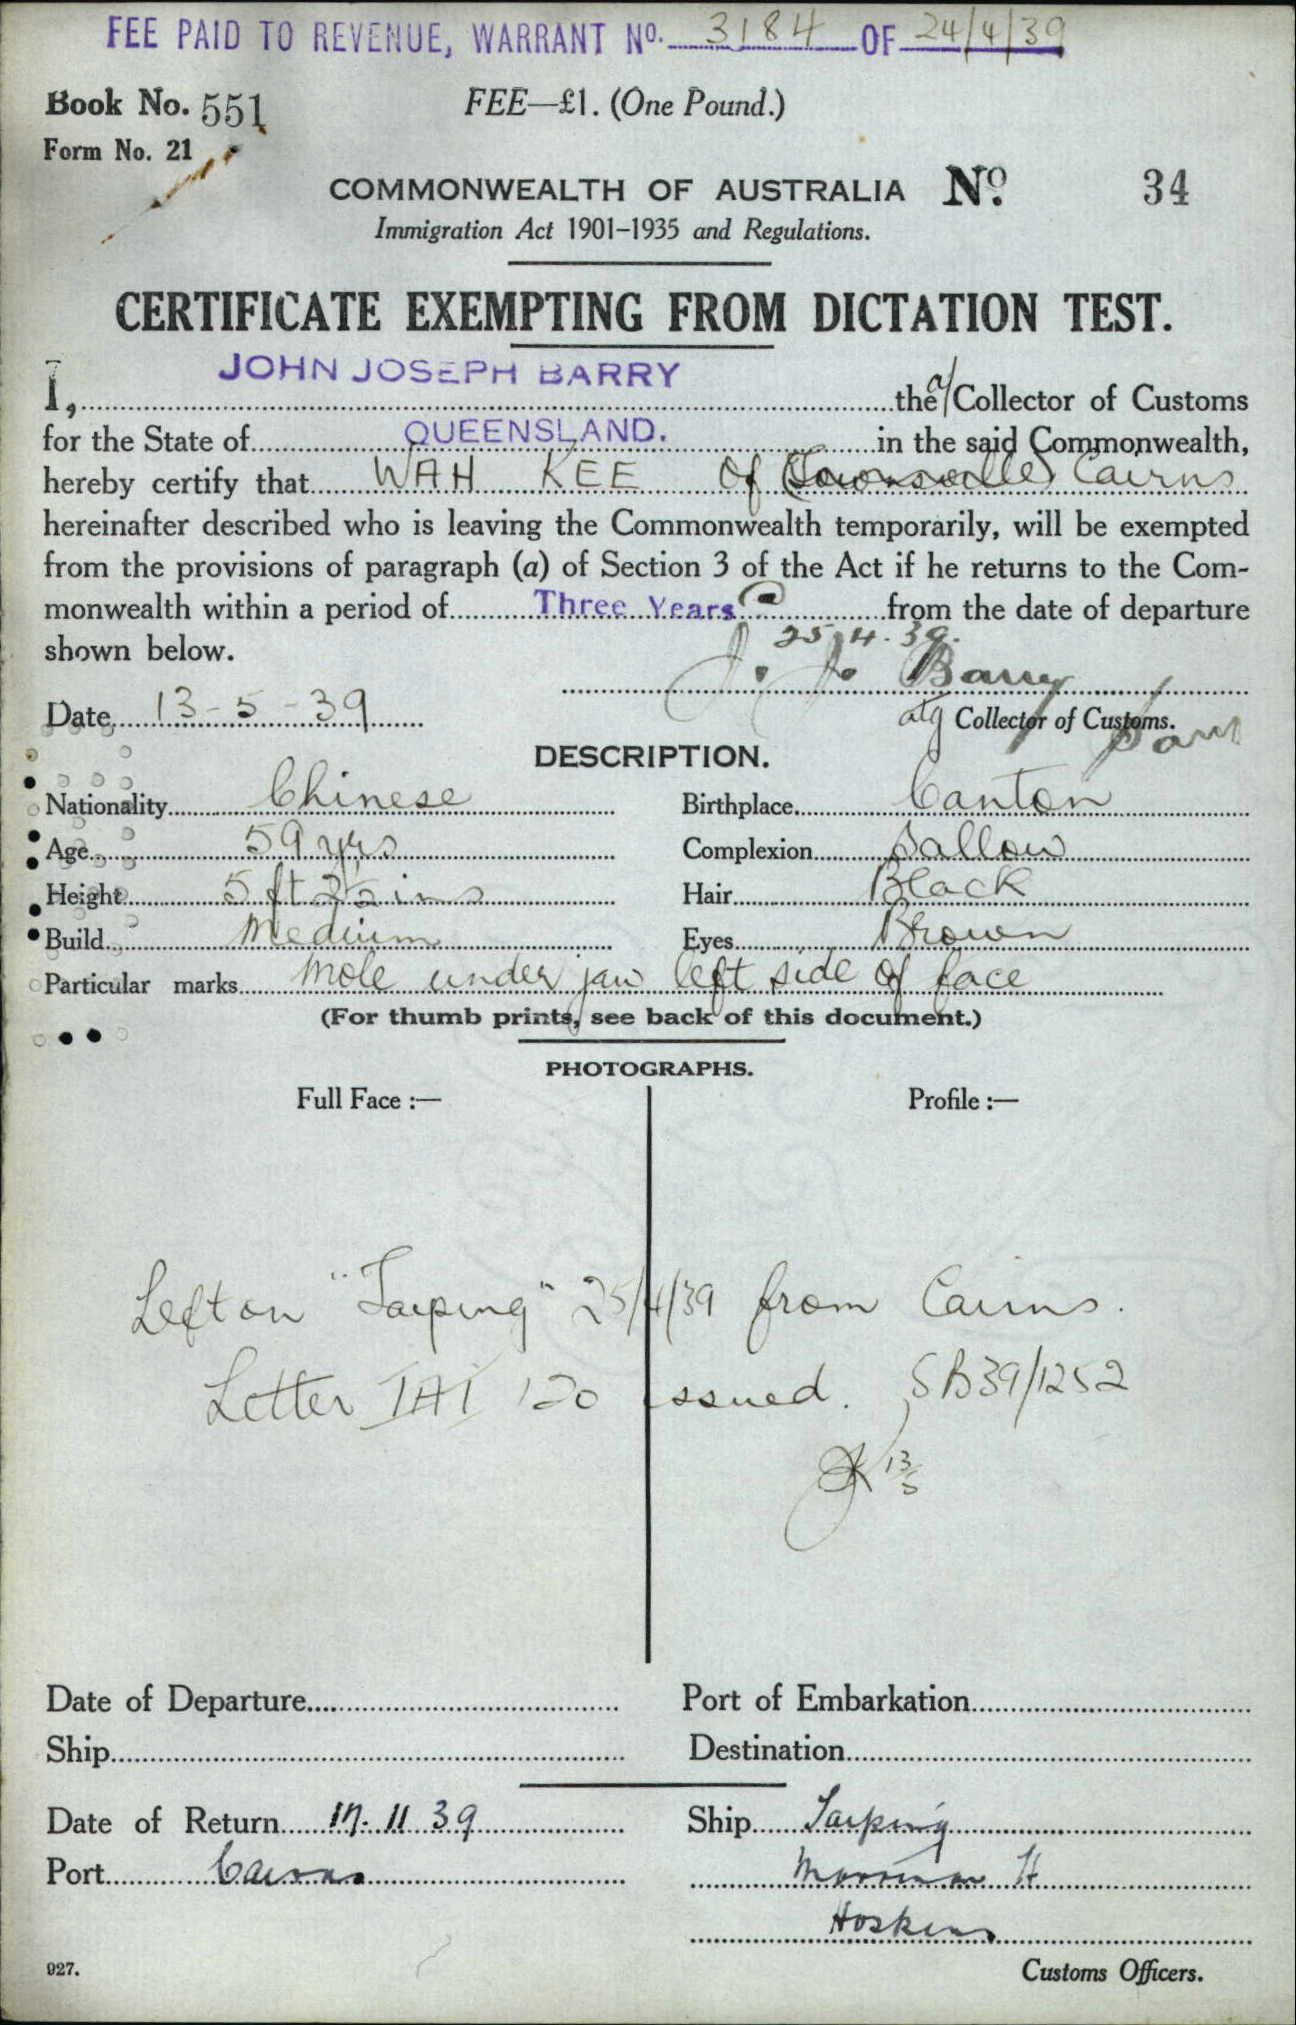 FEE PAID TO REVENUE, WARRANT No. 3184 OF 24/4/39
Book No. 551
FEE—£1. (One Pound.)
Form No. 21
COMMONWEALTH OF AUSTRALIA No. 34
Immigration Act 1901–1935 and Regulations.
CERTIFICATE EXEMPTING FROM DICTATION TEST.
I, JOHN JOSEPH BARRY the a/ Collector of Customs
for the State of QUEENSLAND. in the said Commonwealth,
hereby certify that WAH KEE of Townsville Cairns
hereinafter described who is leaving the Commonwealth temporarily, will be exempted
from the provisions of paragraph (a) of Section 3 of the Act if he returns to the Com-
monwealth within a period of Three Years from the date of departure
shown below. 25.4.39.
J. J. Barry
Date 13-5-39
atg Collector of Customs.
DESCRIPTION.
Nationality Chinese Birthplace Canton
Age 59 yrs Complexion Sallow
Height 5 ft 2½ ins Hair Black
Build Medium Eyes Brown
Particular marks Mole under jaw left side of face
(For thumb prints, see back of this document.)
PHOTOGRAPHS.
Full Face :— Profile :—
Left on "Taiping" 25/4/39 from Cairns.
Letter IAT 120 issued. SB39/1252
13/5
Date of Departure Port of Embarkation
Ship Destination
Date of Return 17.11 39 Ship Taiping
Port Cairns
Hoskins
927. Customs Officers.